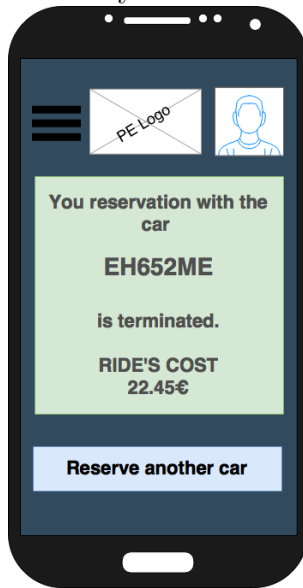 PE Logo
You reservation with the
car
EH652ME
is terminated.
RIDE'S COST
22.45€
Reserve another car